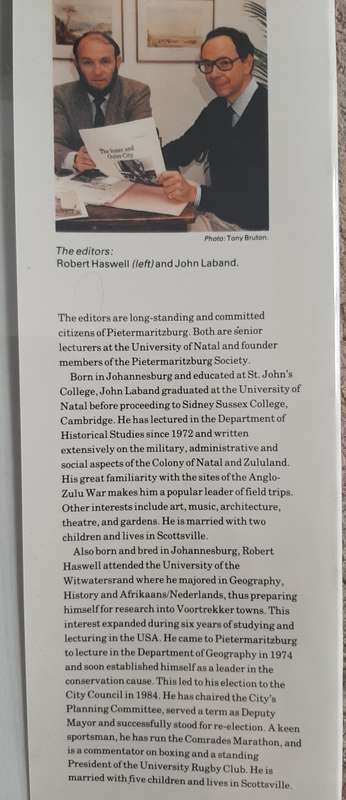 The Inner and
Outer City
Photo: Tony Bruton.
The editors:
Robert Haswell (left) and John Laband.
The editors are long-standing and committed
citizens of Pietermaritzburg. Both are senior
lecturers at the University of Natal and founder
members of the Pietermaritzburg Society.
Born in Johannesburg and educated at St. John's
College, John Laband graduated at the University of
Natal before proceeding to Sidney Sussex College,
Cambridge. He has lectured in the Department of
Historical Studies since 1972 and written
extensively on the military, administrative and
social aspects of the Colony of Natal and Zululand.
His great familiarity with the sites of the Anglo-
Zulu War makes him a popular leader of field trips.
Other interests include art, music, architecture,
theatre, and gardens. He is married with two
children and lives in Scottsville.
Also born and bred in Johannesburg, Robert
Haswell attended the University of the
Witwatersrand where he majored in Geography,
History and Afrikaans/Nederlands, thus preparing
himself for research into Voortrekker towns. This
interest expanded during six years of studying and
lecturing in the USA. He came to Pietermaritzburg
to lecture in the Department of Geography in 1974
and soon established himself as a leader in the
conservation cause. This led to his election to the
City Council in 1984. He has chaired the City's
Planning Committee, served a term as Deputy
Mayor and successfully stood for re-election. A keen
sportsman, he has run the Comrades Marathon, and
is a commentator on boxing and a standing
President of the University Rugby Club. He is
married with five children and lives in Scottsville.